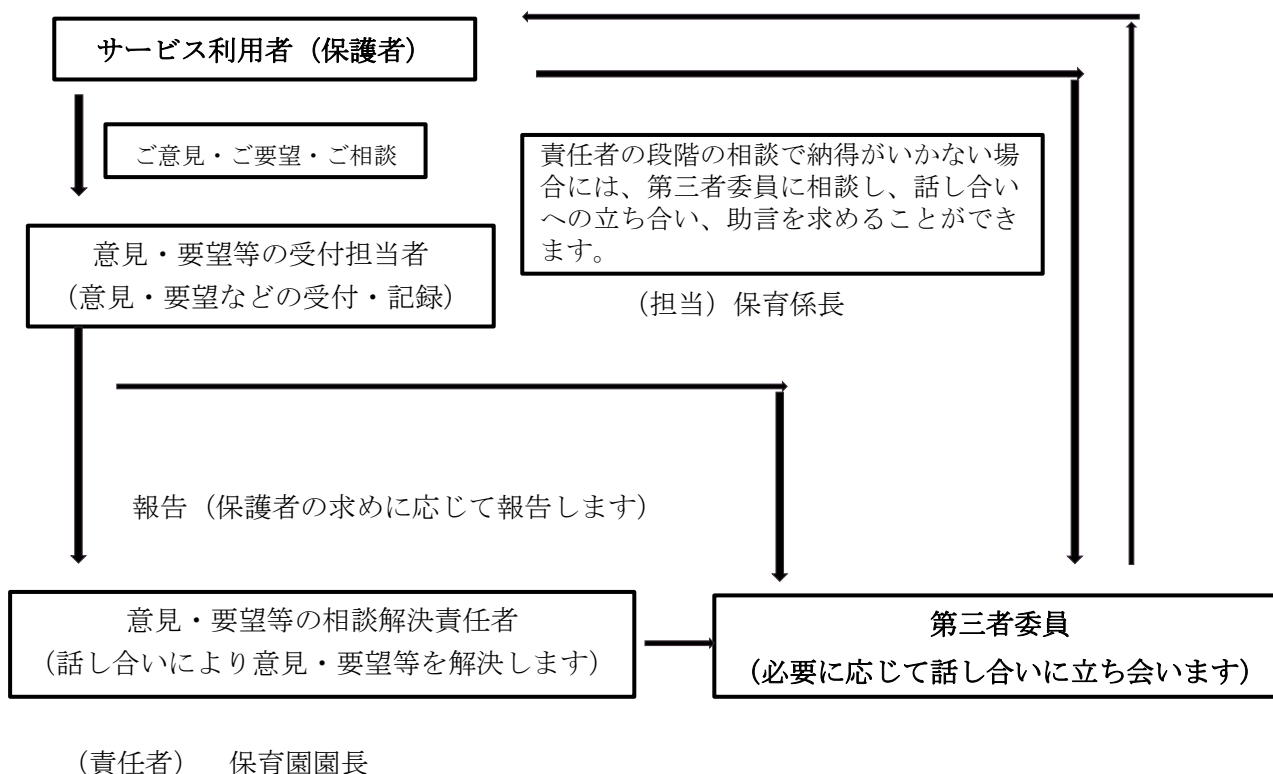 サービス利用者（保護者）
ご意見・ご要望・ご相談
責任者の段階の相談で納得がいかない場
合には、第三者委員に相談し、話し合い
への立ち合い、助言を求めることができ
ます。
意見・要望等の受付担当者
（意見・要望などの受付・記録）
（担当）保育係長
報告（保護者の求めに応じて報告します）
意見・要望等の相談解決責任者
（話し合いにより意見・要望等を解決します）
第三者委員
（必要に応じて話し合いに立ち会います）
（責任者）　保育園園長